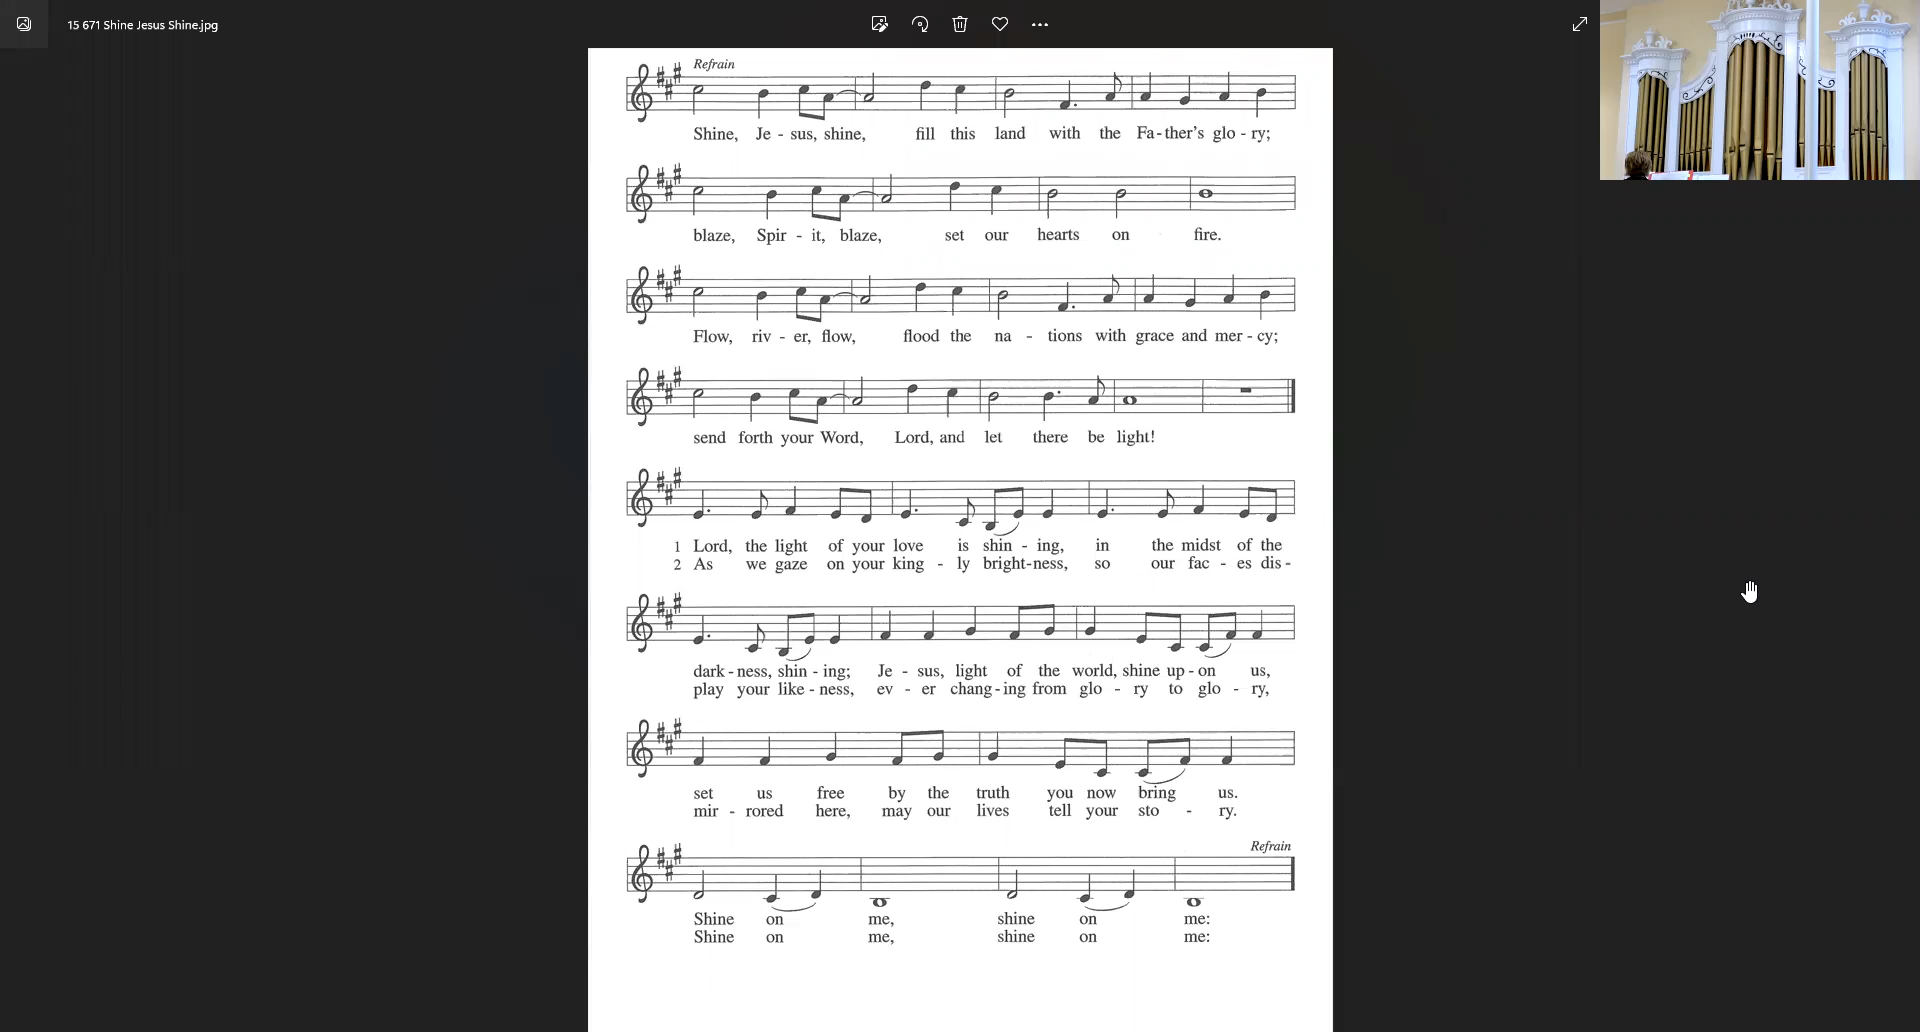 15 671 Shine Jesus Shine.jpg
Refrain
Shine, Je - sus, shine, fill this land with the Fa - ther's glo - ry;
blaze, Spir - it, blaze, set our hearts on fire.
Flow, riv - er, flow, flood the na - tions with grace and mer - cy;
send forth your Word, Lord, and let there be light!
1 Lord, the light of your love is shin - ing, in the midst of the
2 As we gaze on your king - ly bright - ness, so our fac - es dis -
dark - ness, shin - ing; Je - sus, light of the world, shine up - on us,
play your like - ness, ev - er chang - ing from glo - ry to glo - ry,
set us free by the truth you now bring us.
mir - rored here, may our lives tell your sto - ry.
Refrain
Shine on me, shine on me:
Shine on me, shine on me: